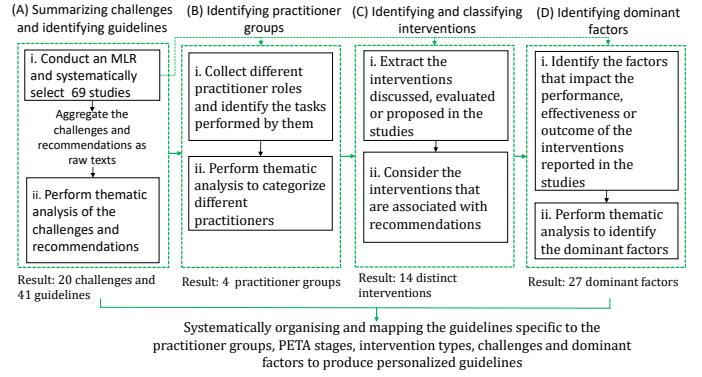 (A) Summarizing challenges
and identifying guidelines
i. Conduct an MLR
and systematically
select 69 studies
Aggregate the
challenges and
recommendations as
raw texts
ii. Perform thematic
analysis of the
challenges and
recommendations
Result: 20 challenges and
41 guidelines
(B) Identifying practitioner
groups
i. Collect different
practitioner roles
and identify the tasks
performed by them
ii. Perform thematic
analysis to categorize
different
practitioners
Result: 4 practitioner groups
(C) Identifying and classifying
interventions
i. Extract the
interventions
discussed, evaluated
or proposed in the
studies
ii. Consider the
interventions that
are associated with
recommendations
Result: 14 distinct
interventions
(D) Identifying dominant
factors
i. Identify the factors
that impact the
performance,
effectiveness or
outcome of the
interventions
reported in the
studies
ii. Perform thematic
analysis to identify
the dominant factors
Result: 27 dominant factors
Systematically organising and mapping the guidelines specific to the
practitioner groups, PETA stages, intervention types, challenges and dominant
factors to produce personalized guidelines